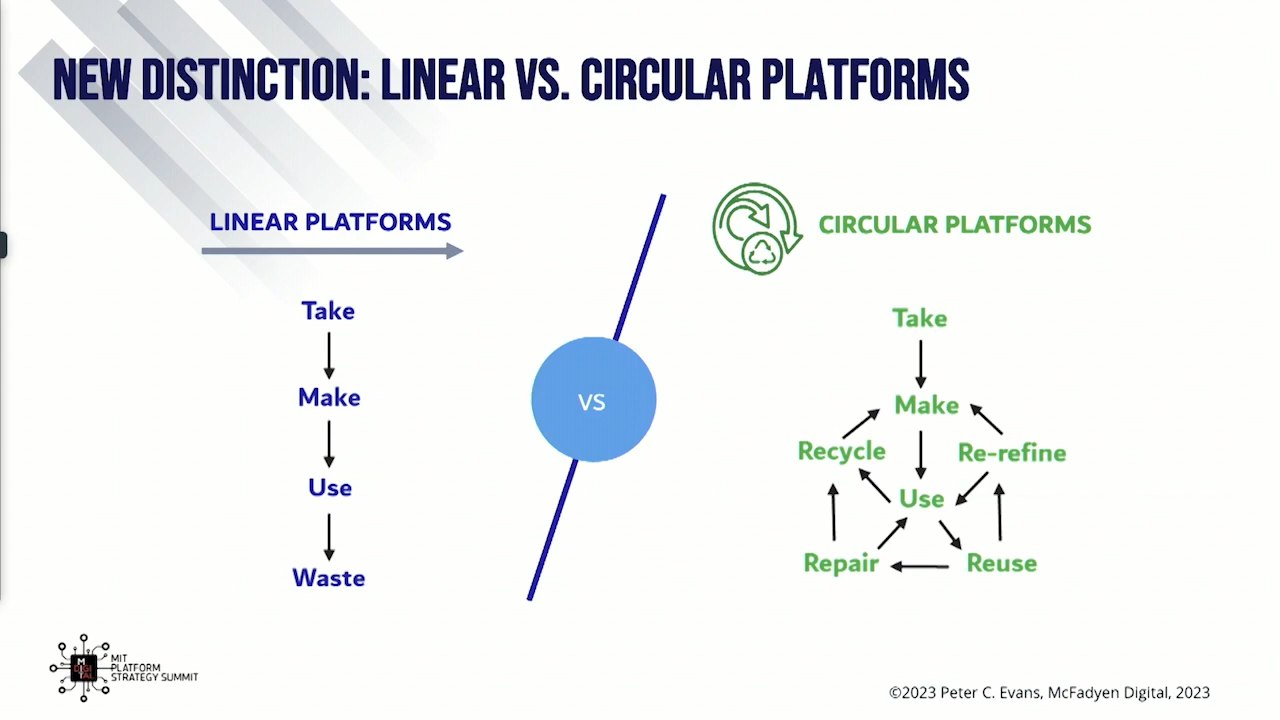 NEW DISTINCTION: LINEAR VS. CIRCULAR PLATFORMS
LINEAR PLATFORMS
Take
Make
Use
Waste
VS
CIRCULAR PLATFORMS
Take
Make
Recycle
Re-refine
Use
Repair
Reuse
MIT
PLATFORM
STRATEGY SUMMIT
©2023 Peter C. Evans, McFadyen Digital, 2023